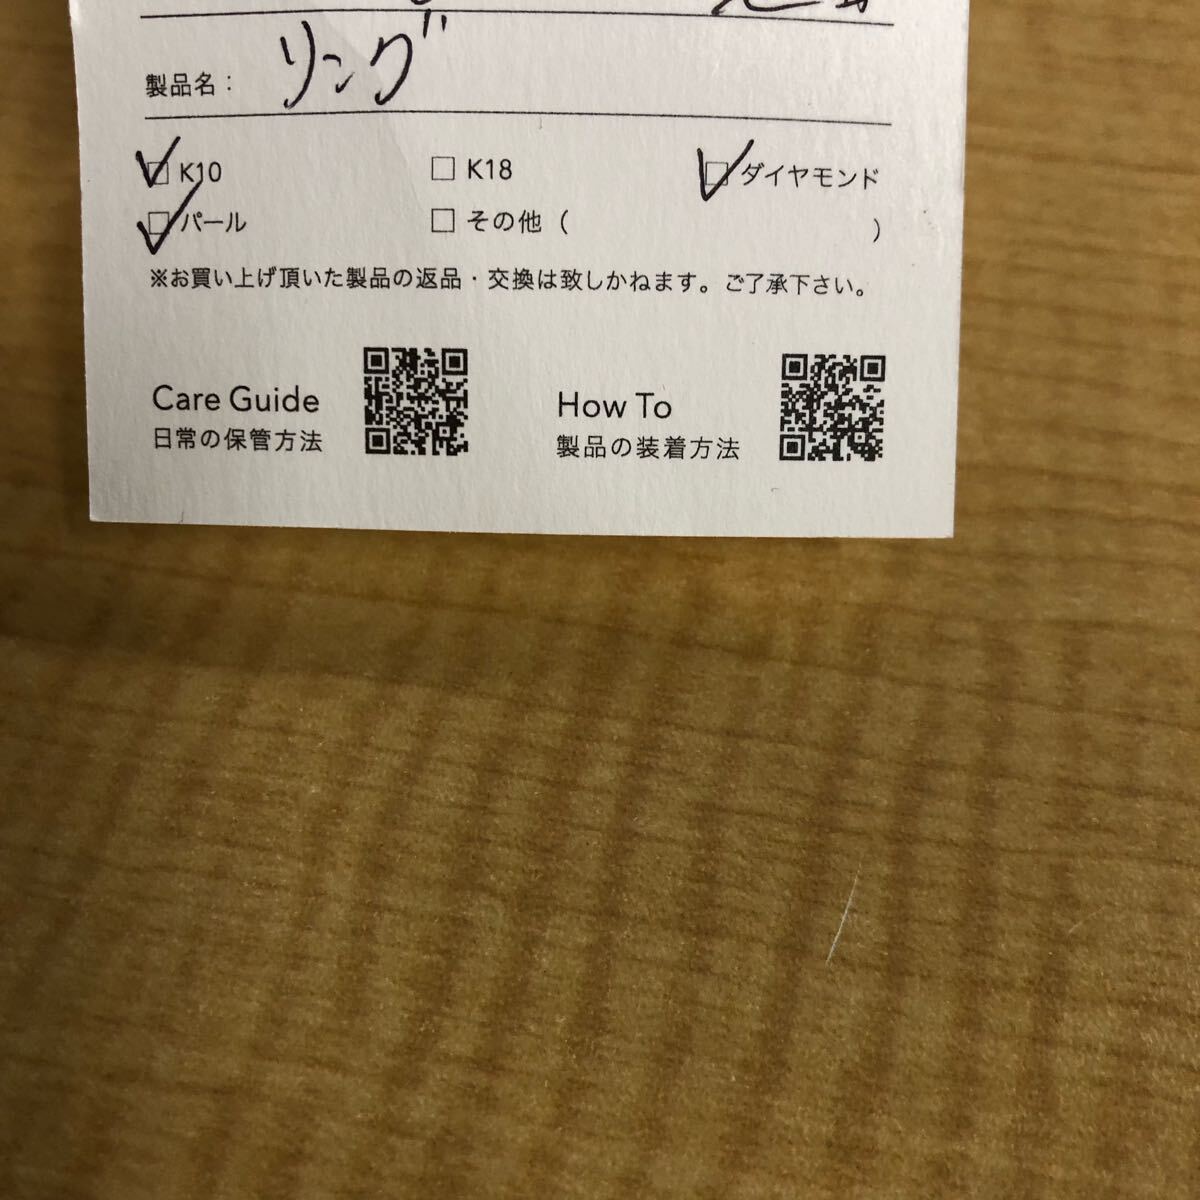 製品名： リング
K10 K18 ダイヤモンド
パール その他（ ）
※お買い上げ頂いた製品の返品・交換は致しかねます。ご了承下さい。
Care Guide
日常の保管方法
How To
製品の装着方法